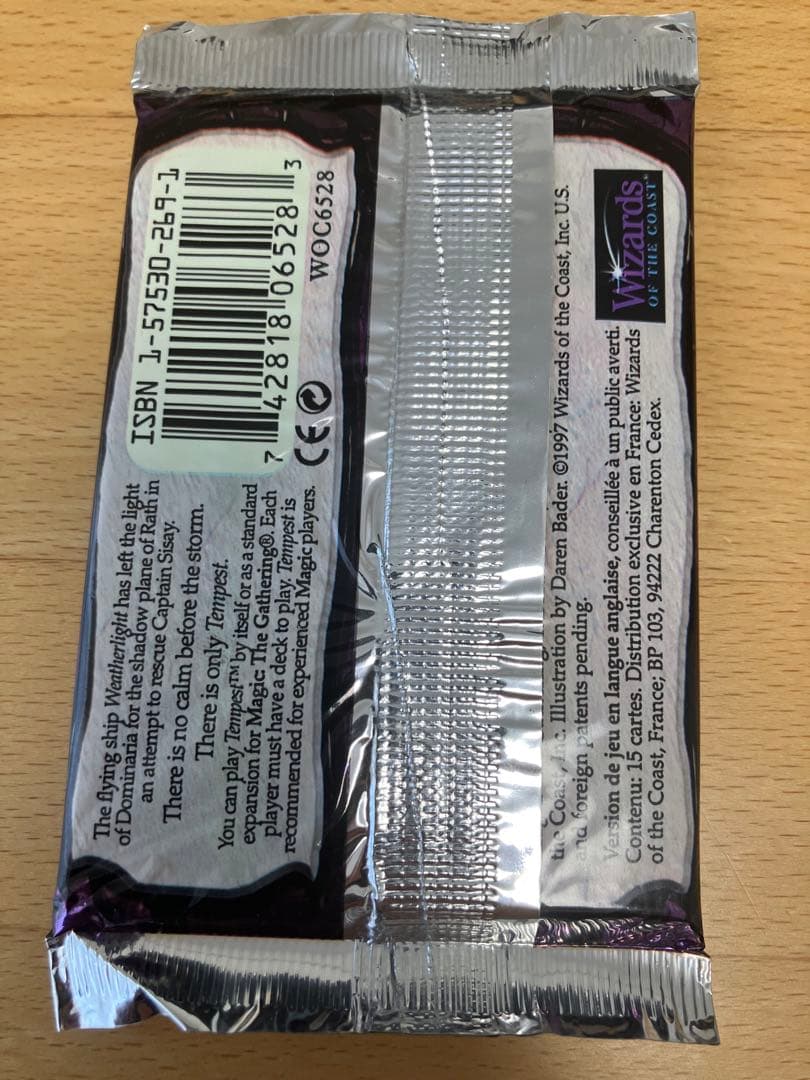 The flying ship Weatherlight has left the light
of Dominaria for the shadow plane of Rath in
an attempt to rescue Captain Sisay.
There is no calm before the storm.
There is only Tempest.
You can play Tempest™ by itself or as a standard
expansion for Magic: The Gathering®. Each
player must have a deck to play. Tempest is
recommended for experienced Magic players.
ISBN 1-57530-269-1
7 42818 06528 3
WOC6528
CE
the Coast, Inc. Illustration by Daren Bader. ©1997 Wizards of the Coast, Inc. U.S.
and foreign patents pending.
Version de jeu en langue anglaise, conseillée à un public averti.
Contenu: 15 cartes. Distribution exclusive en France: Wizards
of the Coast, France; BP 103, 94222 Charenton Cedex.
Wizards
OF THE COAST®